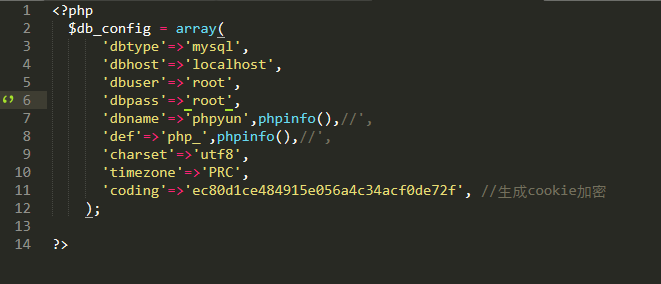 1 <?php
2 $db_config = array(
3 'dbtype'=>'mysql',
4 'dbhost'=>'localhost',
5 'dbuser'=>'root',
6 'dbpass'=>'root',
7 'dbname'=>'phpyun',phpinfo(),//',
8 'def'=>'php_',phpinfo(),//',
9 'charset'=>'utf8',
10 'timezone'=>'PRC',
11 'coding'=>'ec80d1ce484915e056a4c34acf0de72f', //生成cookie加密
12 );
13
14 ?>